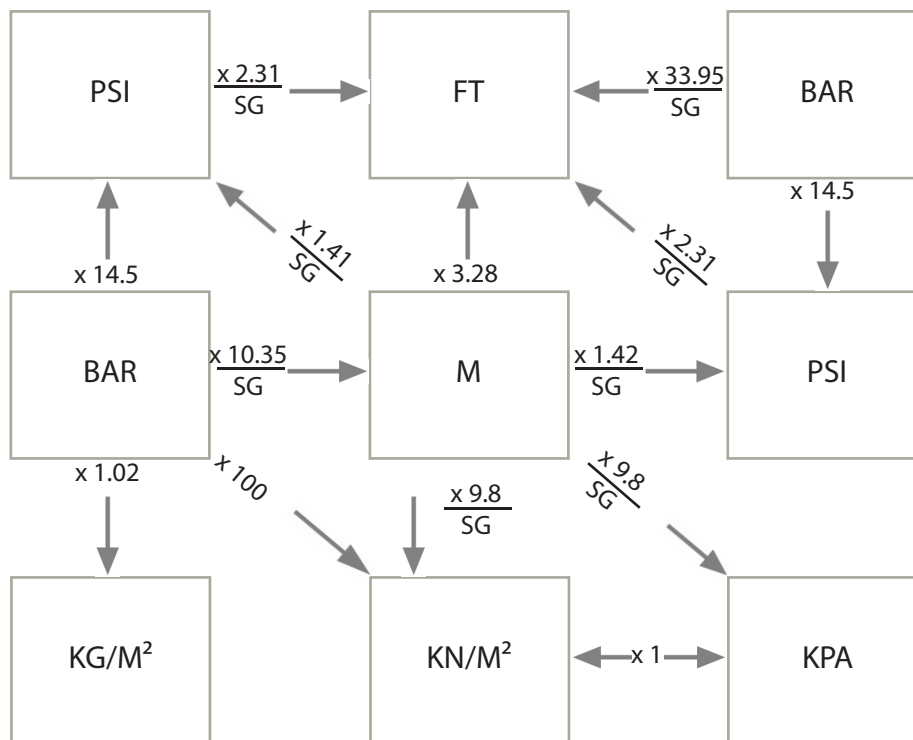 PSI
x 2.31
SG
FT
x 33.95
SG
BAR
x 14.5
x 1.41
SG
x 3.28
x 2.31
SG
x 14.5
BAR
x 10.35
SG
M
x 1.42
SG
PSI
x 1.02
x 100
x 9.8
SG
x 9.8
SG
KG/M²
KN/M²
x 1
KPA